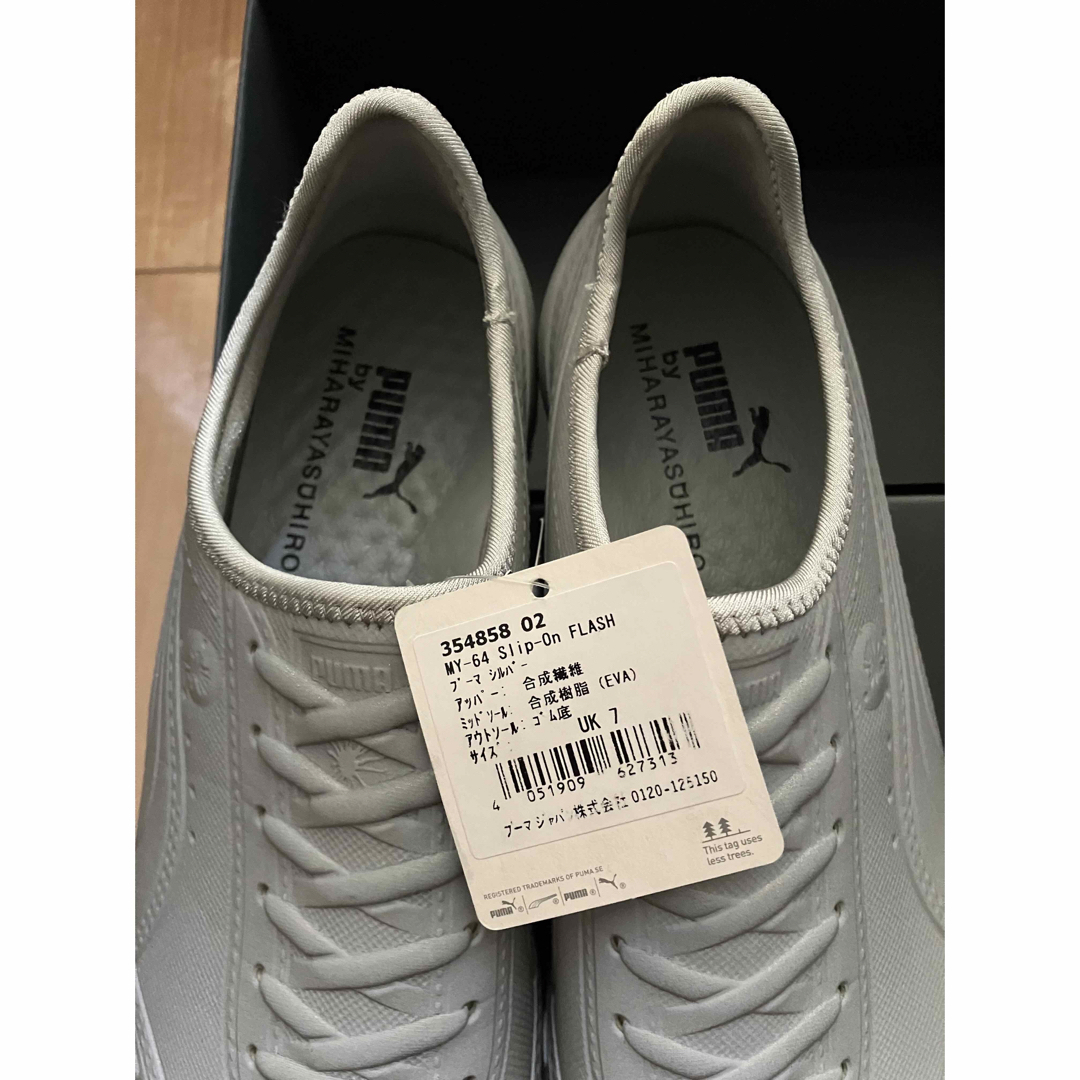 PUMA
by
MIHARAYASUHIRO
PUMA
by
MIHARAYASUHIRO
PUMA
354858 02
MY-64 Slip-On FLASH
プーマ シルバー
アッパー: 合成繊維
ミッドソール: 合成樹脂 (EVA)
アウトソール: ゴム底
サイズ: UK 7
4 051909 627313
プーマ ジャパン株式会社 0120-125150
This tag uses
less trees.
REGISTERED TRADEMARKS OF PUMA SE
PUMA ® ® PUMA ® ®